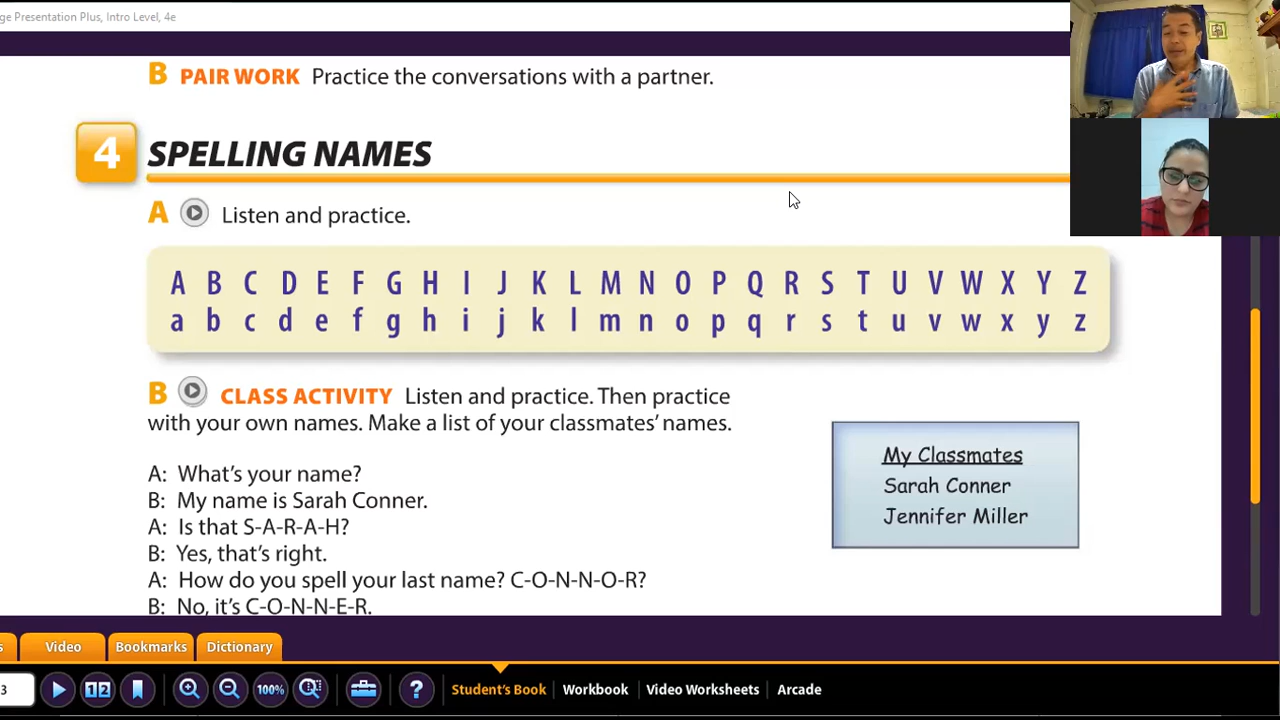 ge Presentation Plus, Intro Level, 4e
B PAIR WORK Practice the conversations with a partner.
4 SPELLING NAMES
A Listen and practice.
A B C D E F G H I J K L M N O P Q R S T U V W X Y Z
a b c d e f g h i j k l m n o p q r s t u v w x y z
B CLASS ACTIVITY Listen and practice. Then practice
with your own names. Make a list of your classmates' names.
A: What's your name?
B: My name is Sarah Conner.
A: Is that S-A-R-A-H?
B: Yes, that's right.
A: How do you spell your last name? C-O-N-N-O-R?
B: No, it's C-O-N-N-E-R.
My Classmates
Sarah Conner
Jennifer Miller
s Video Bookmarks Dictionary
3 12 100% ? Student's Book Workbook Video Worksheets Arcade